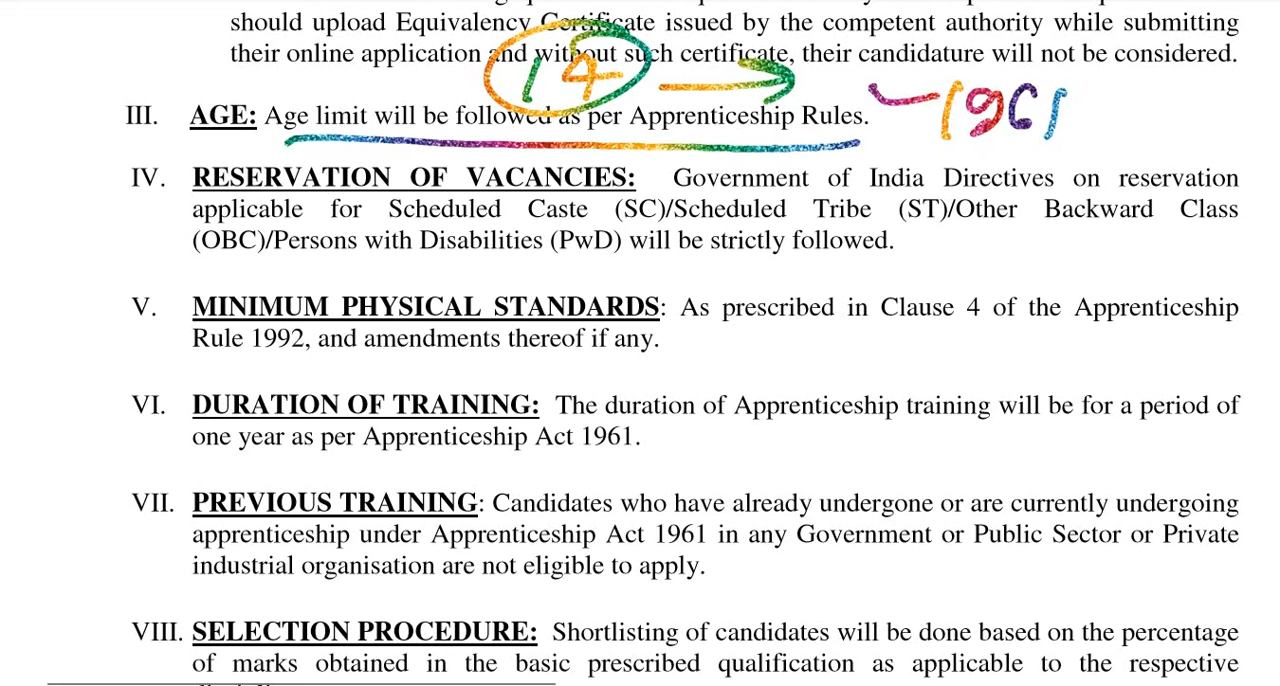 should upload Equivalency Certificate issued by the competent authority while submitting
their online application and without such certificate, their candidature will not be considered.
14
III. AGE: Age limit will be followed as per Apprenticeship Rules. 1961
IV. RESERVATION OF VACANCIES: Government of India Directives on reservation
applicable for Scheduled Caste (SC)/Scheduled Tribe (ST)/Other Backward Class
(OBC)/Persons with Disabilities (PwD) will be strictly followed.
V. MINIMUM PHYSICAL STANDARDS: As prescribed in Clause 4 of the Apprenticeship
Rule 1992, and amendments thereof if any.
VI. DURATION OF TRAINING: The duration of Apprenticeship training will be for a period of
one year as per Apprenticeship Act 1961.
VII. PREVIOUS TRAINING: Candidates who have already undergone or are currently undergoing
apprenticeship under Apprenticeship Act 1961 in any Government or Public Sector or Private
industrial organisation are not eligible to apply.
VIII. SELECTION PROCEDURE: Shortlisting of candidates will be done based on the percentage
of marks obtained in the basic prescribed qualification as applicable to the respective